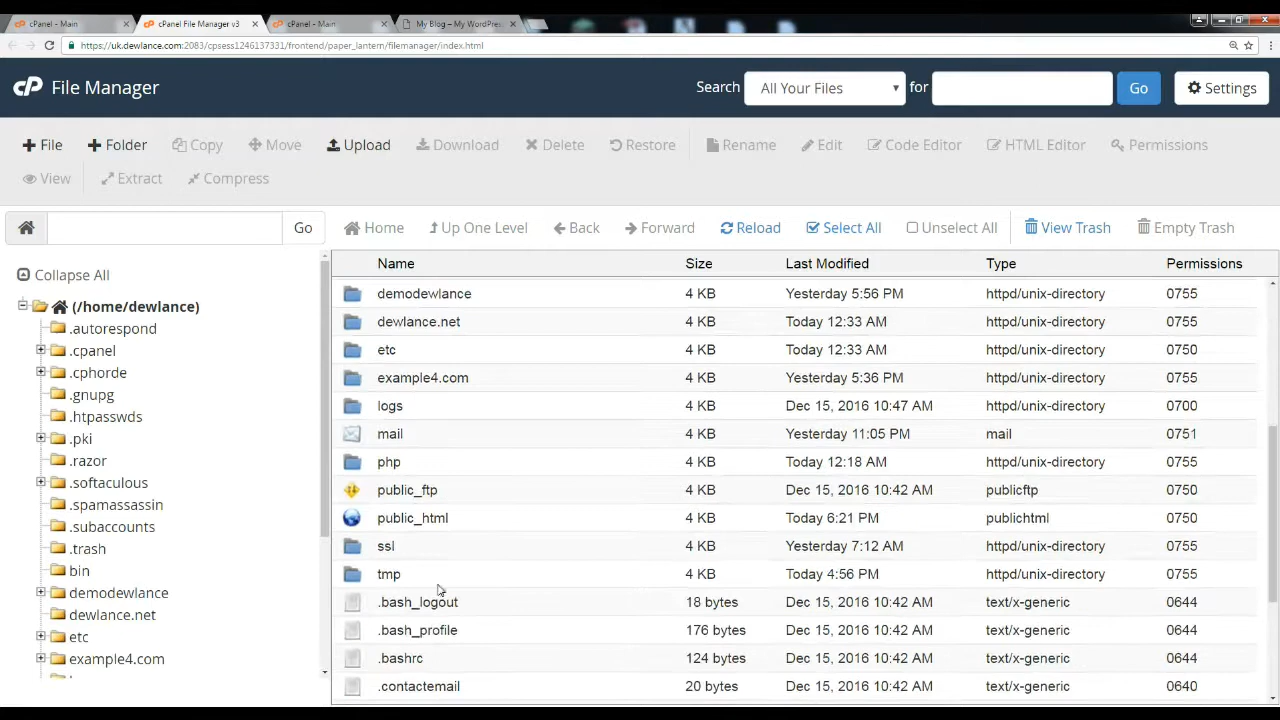 cPanel - Main
cPanel File Manager v3
cPanel - Main
My Blog – My WordPres
https://uk.dewlance.com:2083/cpsess1246137331/frontend/paper_lantern/filemanager/index.html
cP File Manager
Search All Your Files for Go Settings
File Folder Copy Move Upload Download Delete Restore Rename Edit Code Editor HTML Editor Permissions
View Extract Compress
Go Home Up One Level Back Forward Reload Select All Unselect All View Trash Empty Trash
Collapse All
(/home/dewlance)
.autorespond
.cpanel
.cphorde
.gnupg
.htpasswds
.pki
.razor
.softaculous
.spamassassin
.subaccounts
.trash
bin
demodewlance
dewlance.net
etc
example4.com
Name Size Last Modified Type Permissions
demodewlance 4 KB Yesterday 5:56 PM httpd/unix-directory 0755
dewlance.net 4 KB Today 12:33 AM httpd/unix-directory 0755
etc 4 KB Today 12:33 AM httpd/unix-directory 0750
example4.com 4 KB Yesterday 5:36 PM httpd/unix-directory 0755
logs 4 KB Dec 15, 2016 10:47 AM httpd/unix-directory 0700
mail 4 KB Yesterday 11:05 PM mail 0751
php 4 KB Today 12:18 AM httpd/unix-directory 0755
public_ftp 4 KB Dec 15, 2016 10:42 AM publicftp 0750
public_html 4 KB Today 6:21 PM publichtml 0750
ssl 4 KB Yesterday 7:12 AM httpd/unix-directory 0755
tmp 4 KB Today 4:56 PM httpd/unix-directory 0755
.bash_logout 18 bytes Dec 15, 2016 10:42 AM text/x-generic 0644
.bash_profile 176 bytes Dec 15, 2016 10:42 AM text/x-generic 0644
.bashrc 124 bytes Dec 15, 2016 10:42 AM text/x-generic 0644
.contactemail 20 bytes Dec 15, 2016 10:42 AM text/x-generic 0640